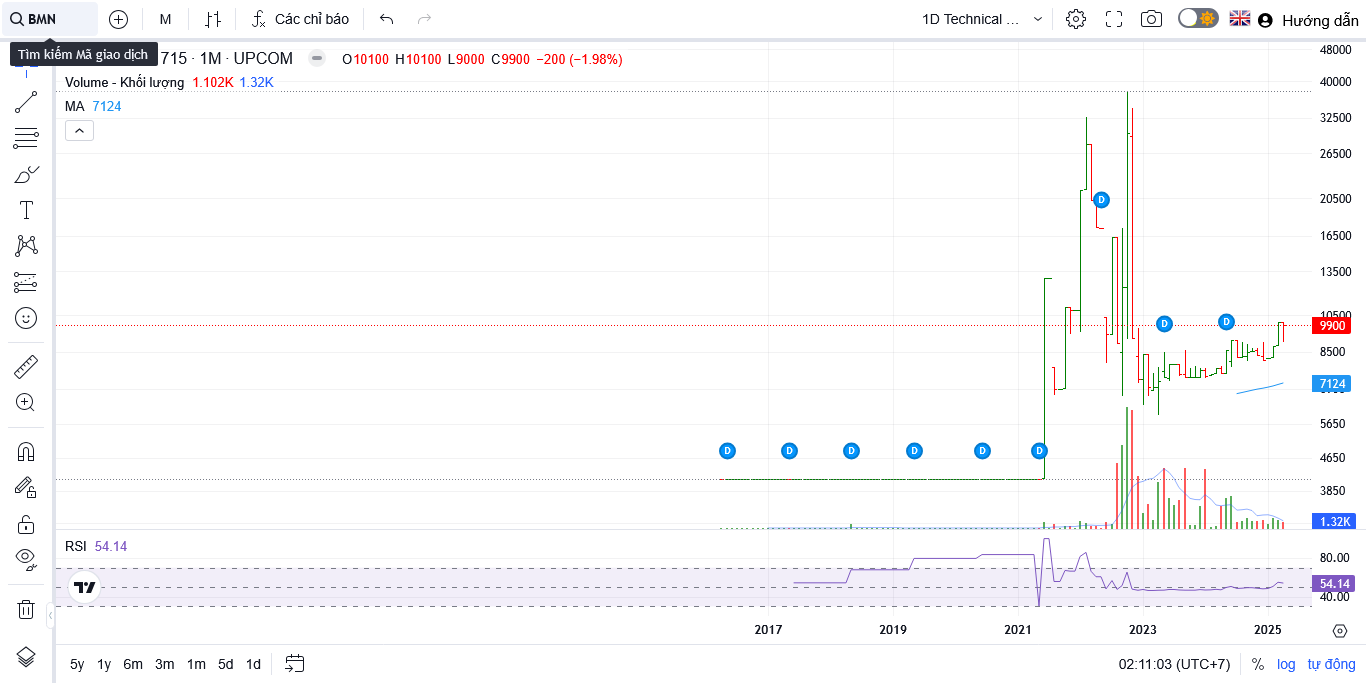 BMN
M
Các chỉ báo
1D Technical ...
Hướng dẫn
Tìm kiếm Mã giao dịch
715 · 1M · UPCOM
O10100 H10100 L9000 C9900 −200 (−1.98%)
Volume - Khối lượng 1.102K 1.32K
MA 7124
48000
40000
32500
26500
20500
16500
13500
10500
9900
8500
7124
5650
4650
3850
1.32K
D
D
D
D
D
D
D
D
D
RSI 54.14
80.00
54.14
40.00
2017
2019
2021
2023
2025
5y 1y 6m 3m 1m 5d 1d
02:11:03 (UTC+7)
% log tự động